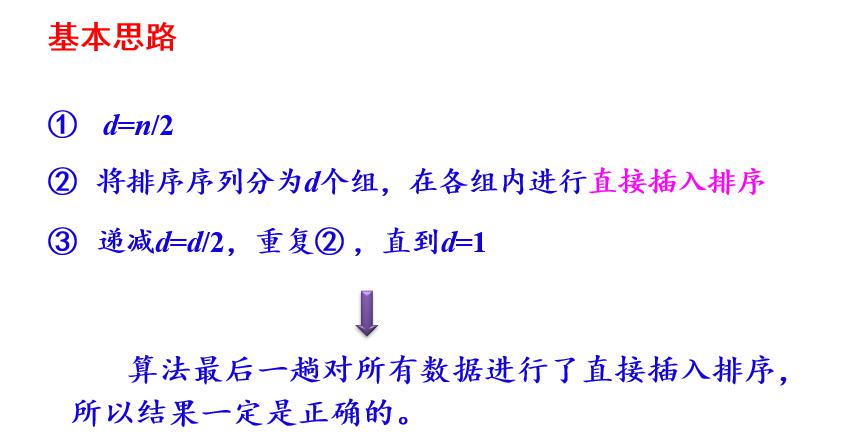 基本思路
① d=n/2
② 将排序序列分为d个组，在各组内进行直接插入排序
③ 递减d=d/2，重复② ，直到d=1
算法最后一趟对所有数据进行了直接插入排序，
所以结果一定是正确的。